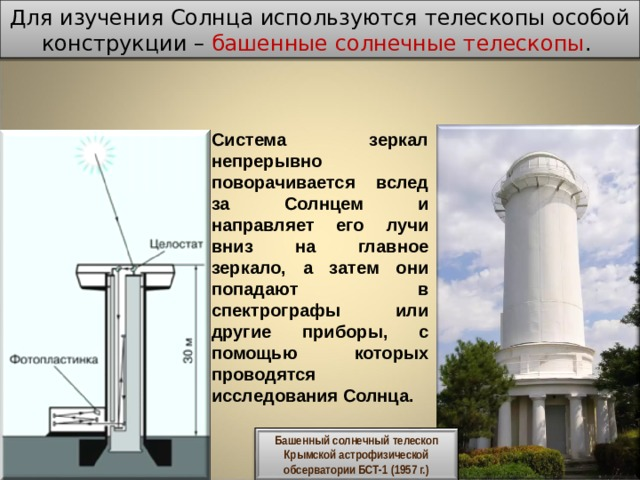 Для изучения Солнца используются телескопы особой
конструкции – башенные солнечные телескопы.
Система зеркал
непрерывно
поворачивается вслед
за Солнцем и
направляет его лучи
вниз на главное
зеркало, а затем они
попадают в
спектрографы или
другие приборы, с
помощью которых
проводятся
исследования Солнца.
Целостат
30 м
Фотопластинка
Башенный солнечный телескоп
Крымской астрофизической
обсерватории БСТ-1 (1957 г.)